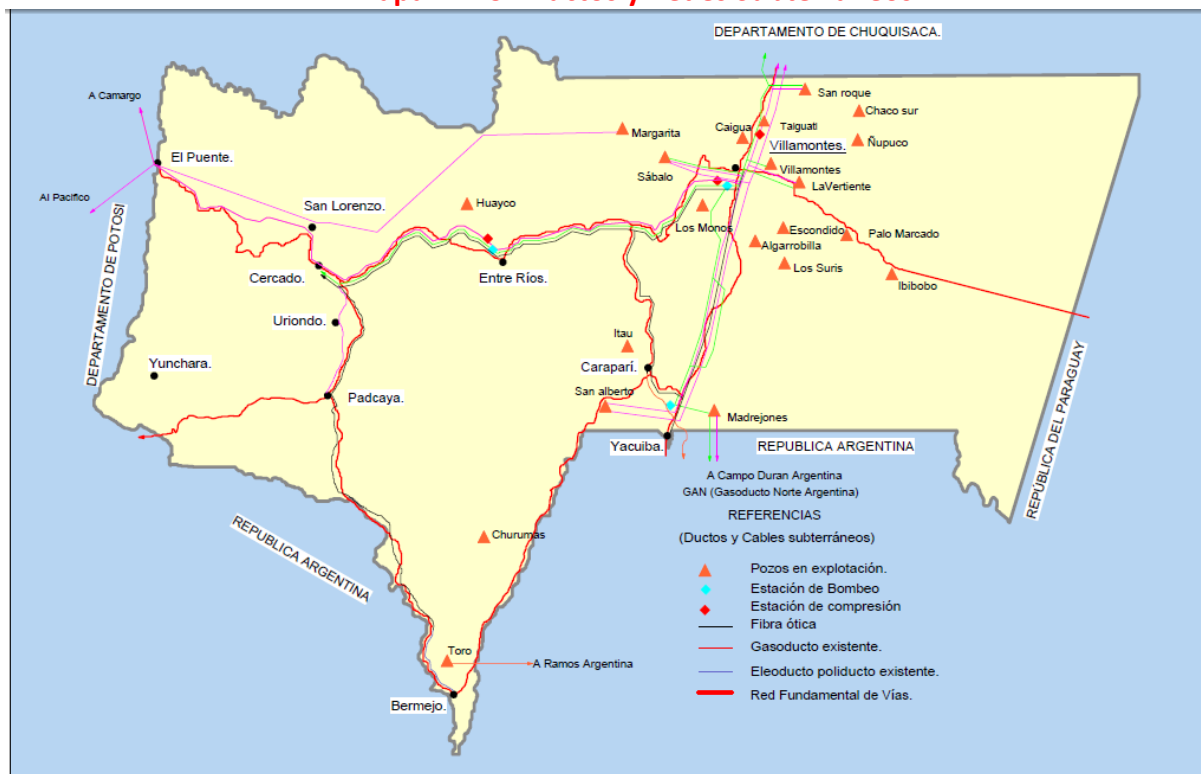 DEPARTAMENTO DE CHUQUISACA.
A Camargo
San roque
Chaco sur
Margarita
Caigua
Taiguati
Ñupuco
El Puente.
Villamontes.
Sábalo
Villamontes
LaVertiente
Al Pacifico
San Lorenzo.
Huayco
Los Monos
Escondido
Palo Marcado
Algarrobilla
Cercado.
Entre Ríos.
Los Suris
Ibibobo
DEPARTAMENTO DE POTOSI
Uriondo.
Itau
Yunchara.
Caraparí.
Padcaya.
San alberto
Madrejones
REPÚBLICA DEL PARAGUAY
Yacuiba.
REPUBLICA ARGENTINA
A Campo Duran Argentina
GAN (Gasoducto Norte Argentina)
REFERENCIAS
(Ductos y Cables subterráneos)
REPUBLICA ARGENTINA
Churumas
Pozos en explotación.
Estación de Bombeo
Estación de compresión
Fibra ótica
Gasoducto existente.
Eleoducto poliducto existente.
Red Fundamental de Vías.
Toro
A Ramos Argentina
Bermejo.